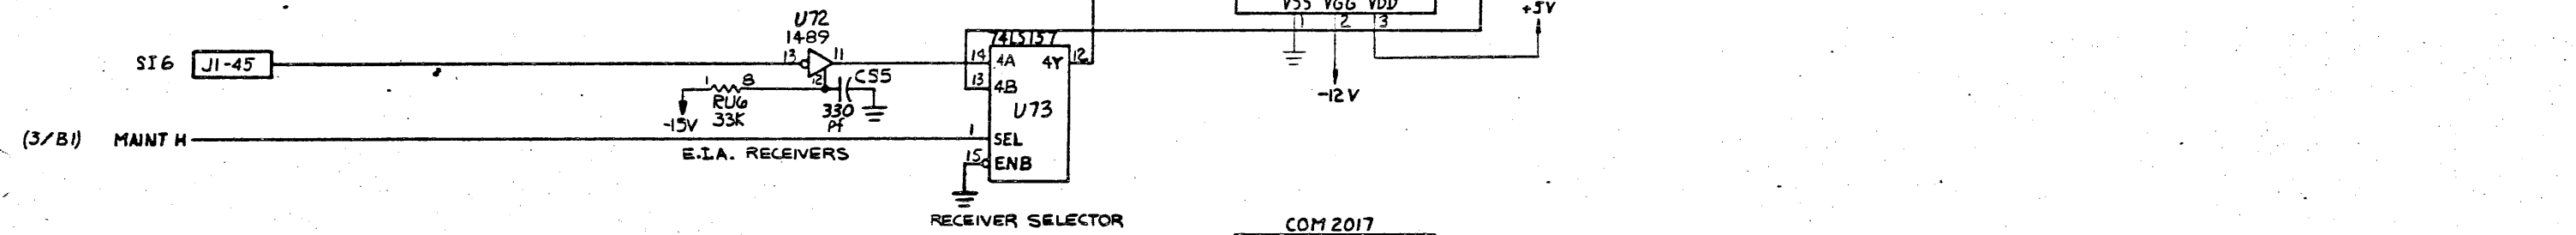 VSS VGG VDD
1 2 3
+5V
U72
1489
74LS157
SI6 J1-45
13 11
14 4A 4Y 12
12
C55
1 8
13 4B
RU6
33K
330
Pf
-15V
U73
-12V
(3/B1) MAINT H
1 SEL
E.I.A. RECEIVERS
15 ENB
RECEIVER SELECTOR
COM 2017